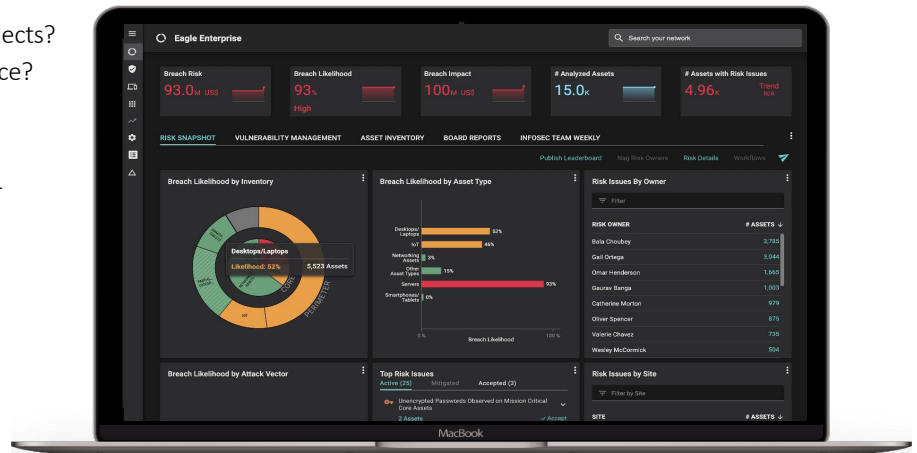 ects?
ce?
Eagle Enterprise
Search your network
Breach Risk
93.0M US$
Breach Likelihood
93%
High
Breach Impact
100M US$
# Analyzed Assets
15.0K
# Assets with Risk Issues
4.96K
Trend
N/A
RISK SNAPSHOT
VULNERABILITY MANAGEMENT
ASSET INVENTORY
BOARD REPORTS
INFOSEC TEAM WEEKLY
Publish Leaderboard
Nag Risk Owners
Risk Details
Workflows
Breach Likelihood by Inventory
Desktops/Laptops
Likelihood: 52%
5,523 Assets
CORE
PERIMETER
IOT
Breach Likelihood by Asset Type
Desktops/
Laptops
52%
IoT
46%
Networking
Assets
3%
Other
Asset Types
15%
Servers
93%
Smartphones/
Tablets
0%
0 %
100 %
Breach Likelihood
Risk Issues By Owner
Filter
RISK OWNER
# ASSETS ↓
Bala Choubey
3,785
Gail Ortega
3,044
Omar Henderson
1,665
Gaurav Banga
1,003
Catherine Morton
979
Oliver Spencer
875
Valerie Chavez
735
Wesley McCormick
504
Breach Likelihood by Attack Vector
Top Risk Issues
Active (25)
Mitigated
Accepted (3)
Unencrypted Passwords Observed on Mission Critical
Core Assets
2 Assets
Accept
Risk Issues by Site
Filter by Site
SITE
# ASSETS ↓
MacBook